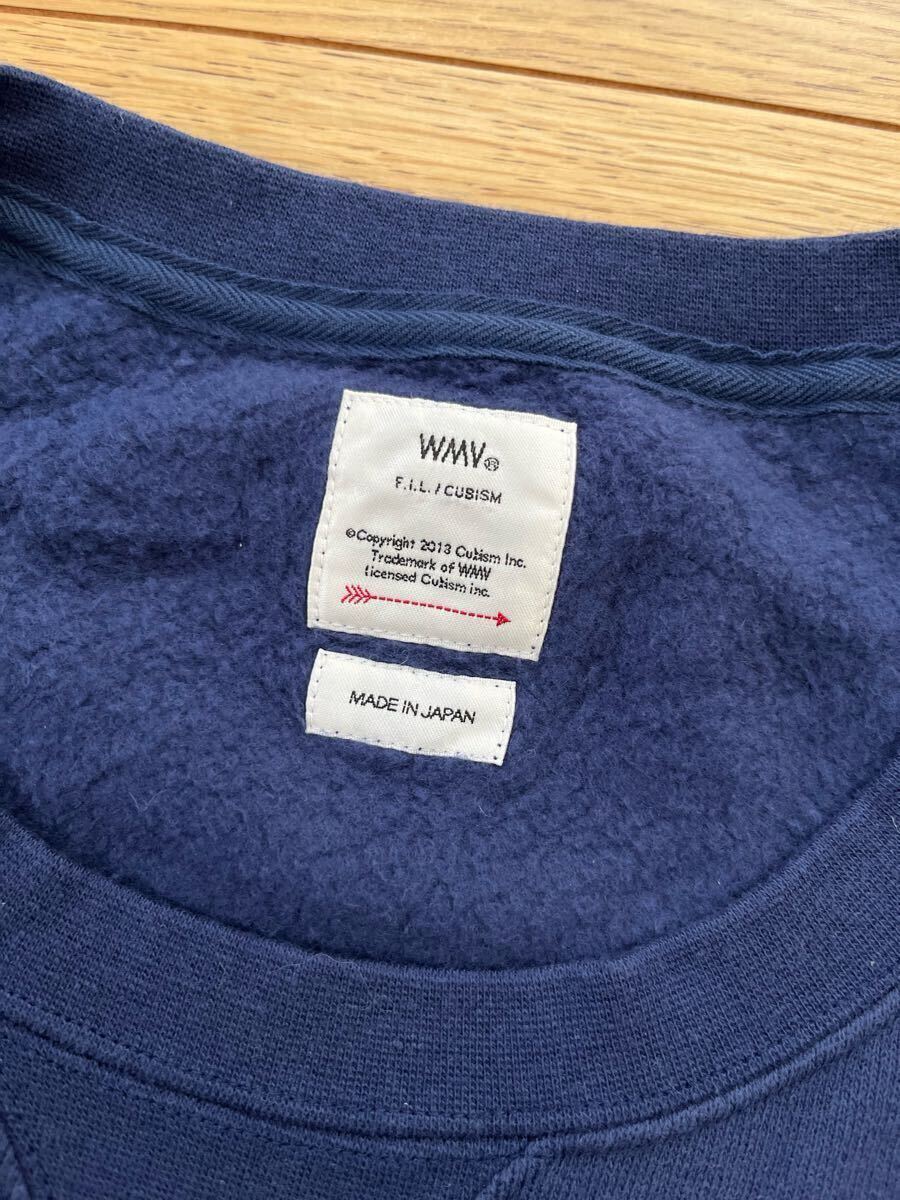 WMV®
F.I.L. / CUBISM
©Copyright 2013 Cubism Inc.
Trademark of WMV
licensed Cubism inc.
MADE IN JAPAN